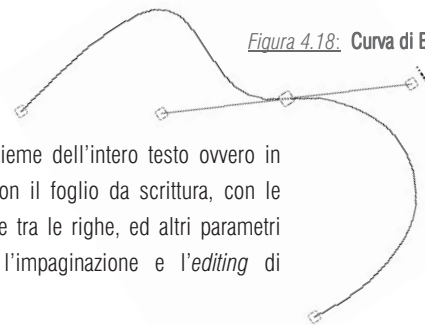 Figura 4.18: Curva di B
ieme dell'intero testo ovvero in
on il foglio da scrittura, con le
e tra le righe, ed altri parametri
l'impaginazione e l'editing di